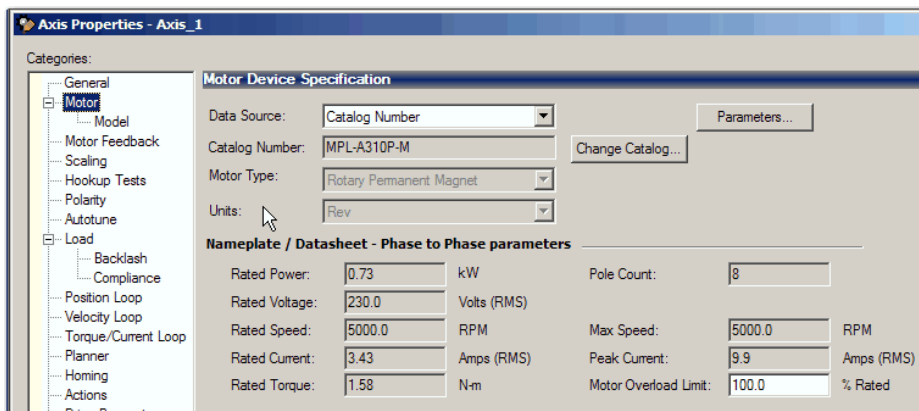 Axis Properties - Axis_1
Categories:
General
Motor
Model
Motor Feedback
Scaling
Hookup Tests
Polarity
Autotune
Load
Backlash
Compliance
Position Loop
Velocity Loop
Torque/Current Loop
Planner
Homing
Actions
Motor Device Specification
Data Source: Catalog Number Parameters...
Catalog Number: MPL-A310P-M Change Catalog...
Motor Type: Rotary Permanent Magnet
Units: Rev
Nameplate / Datasheet - Phase to Phase parameters
Rated Power: 0.73 kW Pole Count: 8
Rated Voltage: 230.0 Volts (RMS)
Rated Speed: 5000.0 RPM Max Speed: 5000.0 RPM
Rated Current: 3.43 Amps (RMS) Peak Current: 9.9 Amps (RMS)
Rated Torque: 1.58 N-m Motor Overload Limit: 100.0 % Rated